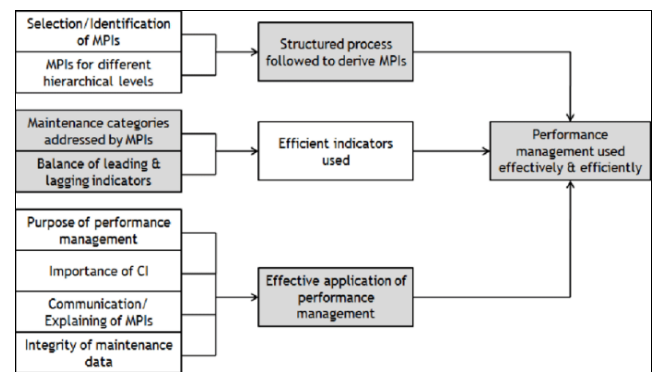 Selection/Identification
of MPIs
MPIs for different
hierarchical levels
Structured process
followed to derive MPIs
Maintenance categories
addressed by MPIs
Balance of leading &
lagging indicators
Efficient indicators
used
Performance
management used
effectively & efficiently
Purpose of performance
management
Importance of CI
Communication/
Explaining of MPIs
Integrity of maintenance
data
Effective application of
performance
management